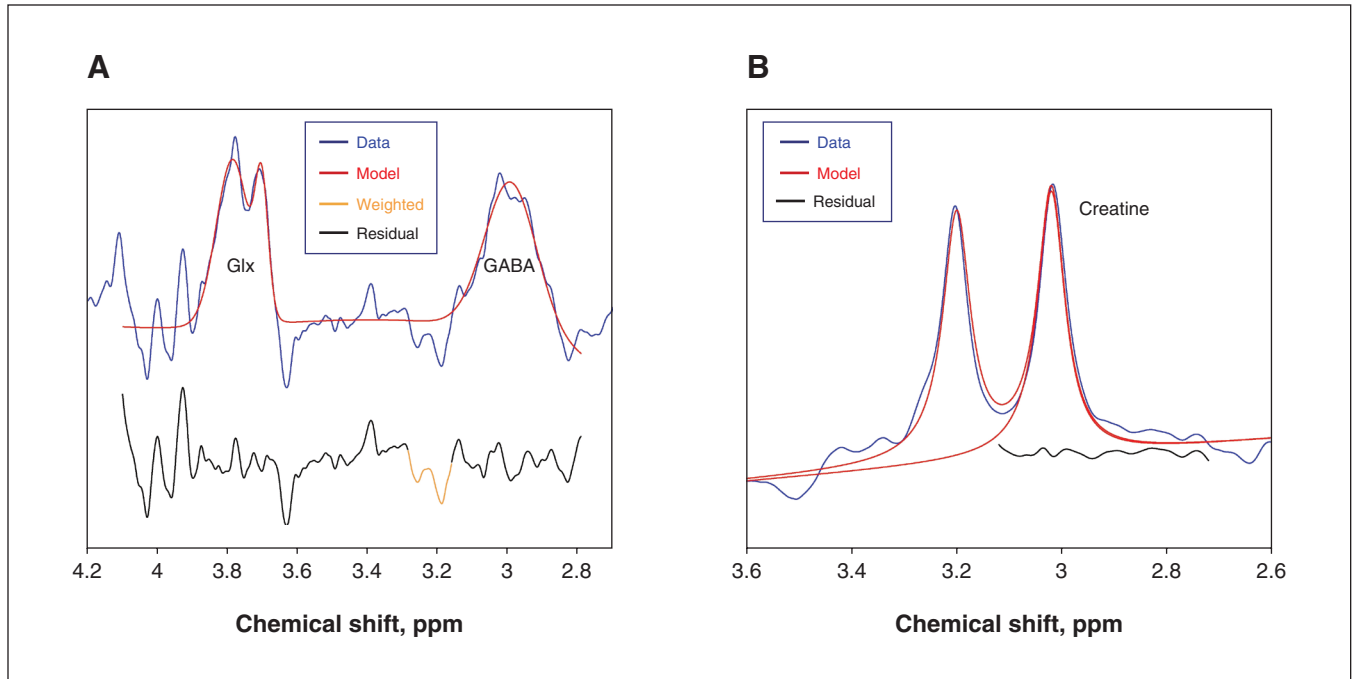 A
Data
Model
Weighted
Residual
Glx
GABA
4.2 4 3.8 3.6 3.4 3.2 3 2.8
Chemical shift, ppm
B
Data
Model
Residual
Creatine
3.6 3.4 3.2 3 2.8 2.6
Chemical shift, ppm